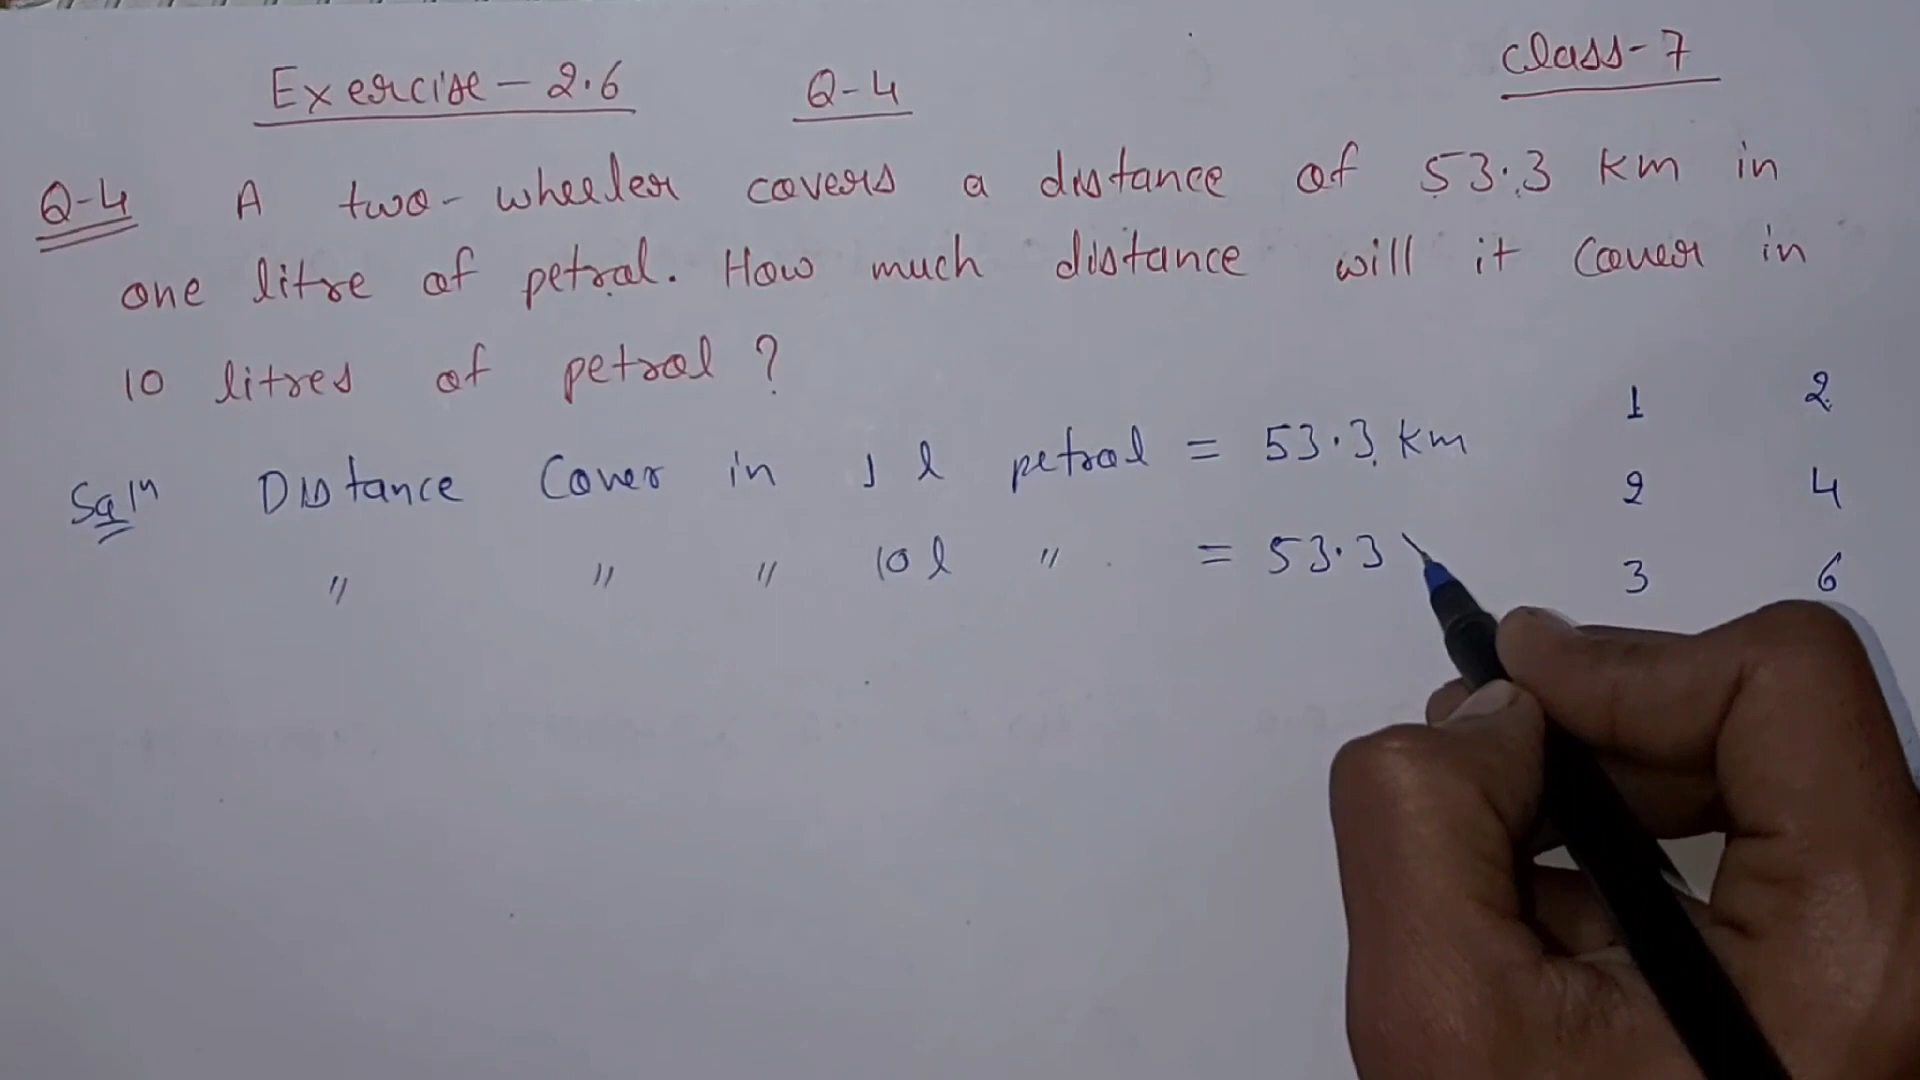 Exercise - 2.6 Q-4 class-7
Q-4 A two-wheeler covers a distance of 53.3 km in
one litre of petrol. How much distance will it cover in
10 litres of petrol ?
Solⁿ Distance Cover in 1 l petrol = 53.3 km
" " " 10 l " = 53.3
1 2
2 4
3 6